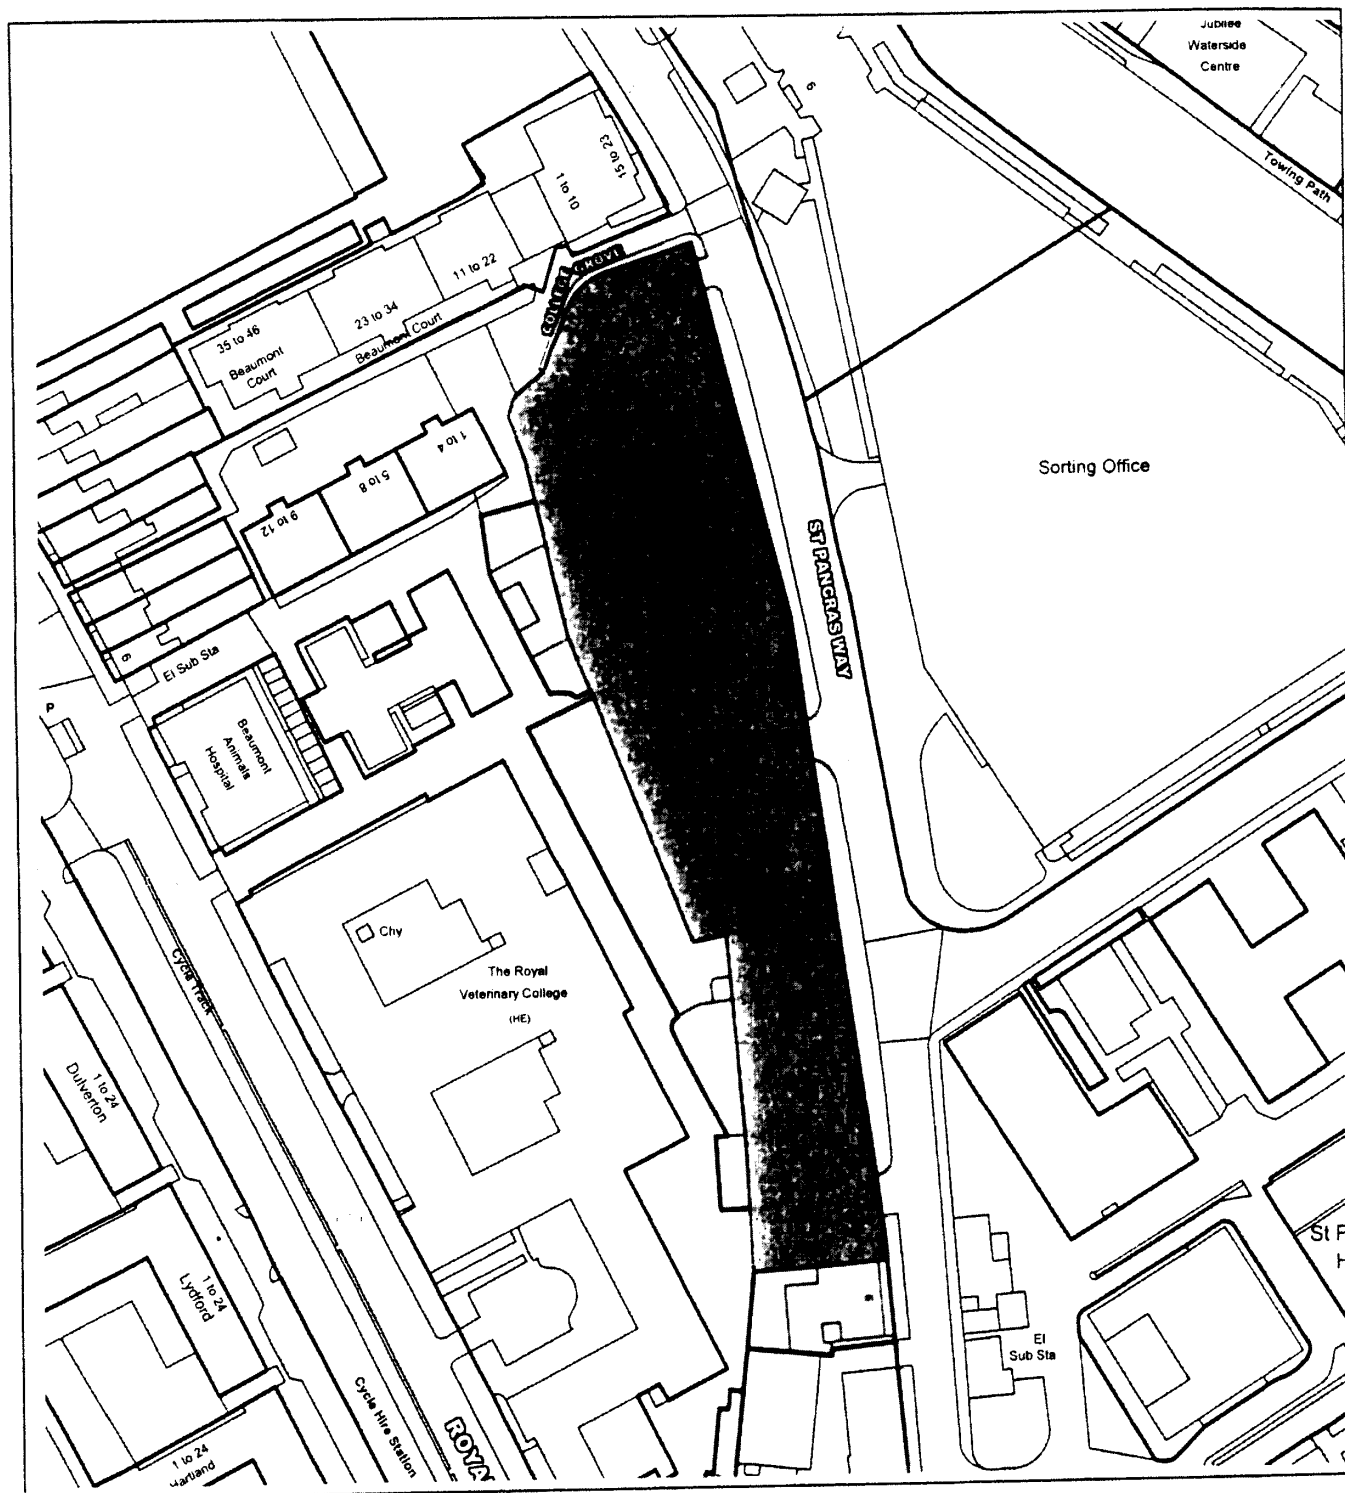 Jubilee
Waterside
Centre
6
Towing Path
15 to 23
1 to 10
COLLEGE GROVE
11 to 22
23 to 34
Beaumont Court
35 to 46
Beaumont
Court
1 to 4
5 to 8
9 to 12
Sorting Office
ST PANCRAS WAY
6
El Sub Sta
P
Beaumont
Animals
Hospital
Chy
The Royal
Veterinary College
(HE)
Cycle Track
1 to 24
Dulverton
1 to 24
Lydford
Cycle Hire Station
1 to 24
Hartland
ROYA
El
Sub Sta
St P
H